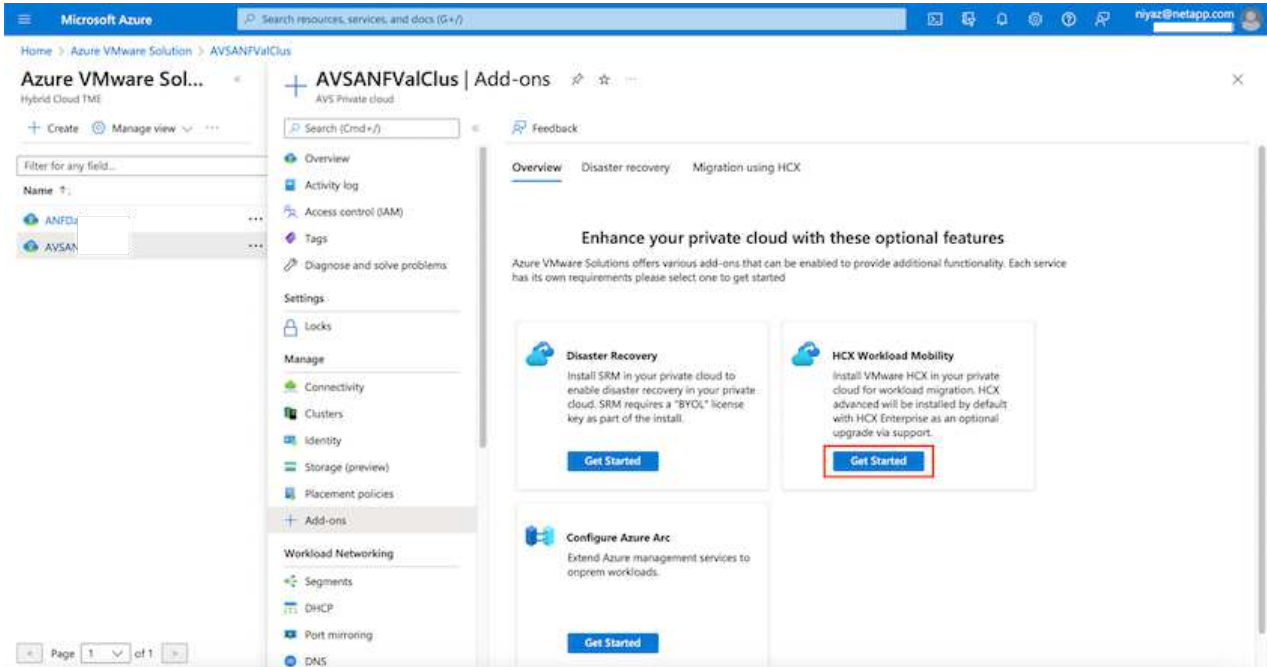 Microsoft Azure
Search resources, services, and docs (G+/)
niyaz@netapp.com
Home > Azure VMware Solution > AVSANFValClus
Azure VMware Sol...
Hybrid Cloud TME
+ Create Manage view ...
Filter for any field...
Name ↑↓
ANFDa
AVSAN
< Page 1 of 1 >
AVSANFValClus | Add-ons ...
AVS Private cloud
Search (Cmd+/)
Overview
Activity log
Access control (IAM)
Tags
Diagnose and solve problems
Settings
Locks
Manage
Connectivity
Clusters
Identity
Storage (preview)
Placement policies
Add-ons
Workload Networking
Segments
DHCP
Port mirroring
DNS
Feedback
Overview Disaster recovery Migration using HCX
Enhance your private cloud with these optional features
Azure VMware Solutions offers various add-ons that can be enabled to provide additional functionality. Each service
has its own requirements please select one to get started
Disaster Recovery
Install SRM in your private cloud to
enable disaster recovery in your private
cloud. SRM requires a "BYOL" license
key as part of the install.
Get Started
HCX Workload Mobility
Install VMware HCX in your private
cloud for workload migration. HCX
advanced will be installed by default
with HCX Enterprise as an optional
upgrade via support.
Get Started
Configure Azure Arc
Extend Azure management services to
onprem workloads.
Get Started